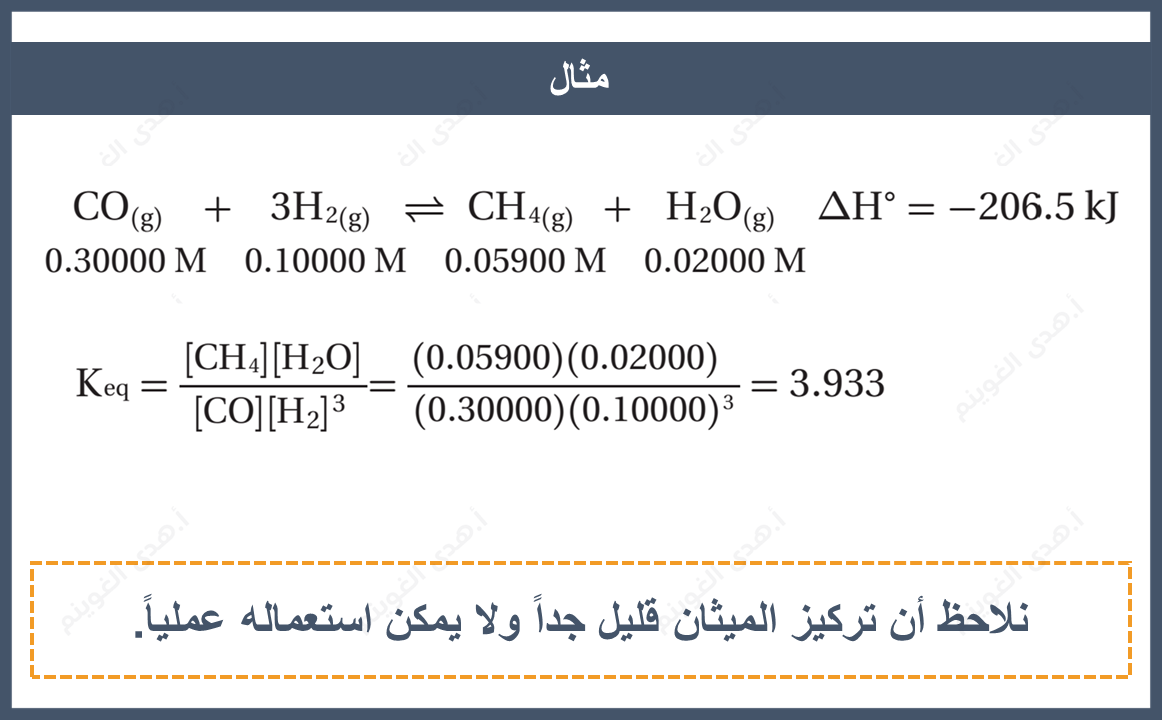 مثال
CO(g) + 3H₂(g) ⇌ CH₄(g) + H₂O(g) ΔH° = −206.5 kJ
0.30000 M 0.10000 M 0.05900 M 0.02000 M
Keq = [CH₄][H₂O] / [CO][H₂]³ = (0.05900)(0.02000) / (0.30000)(0.10000)³ = 3.933
نلاحظ أن تركيز الميثان قليل جداً ولا يمكن استعماله عملياً.
أ.هدى الغوينم